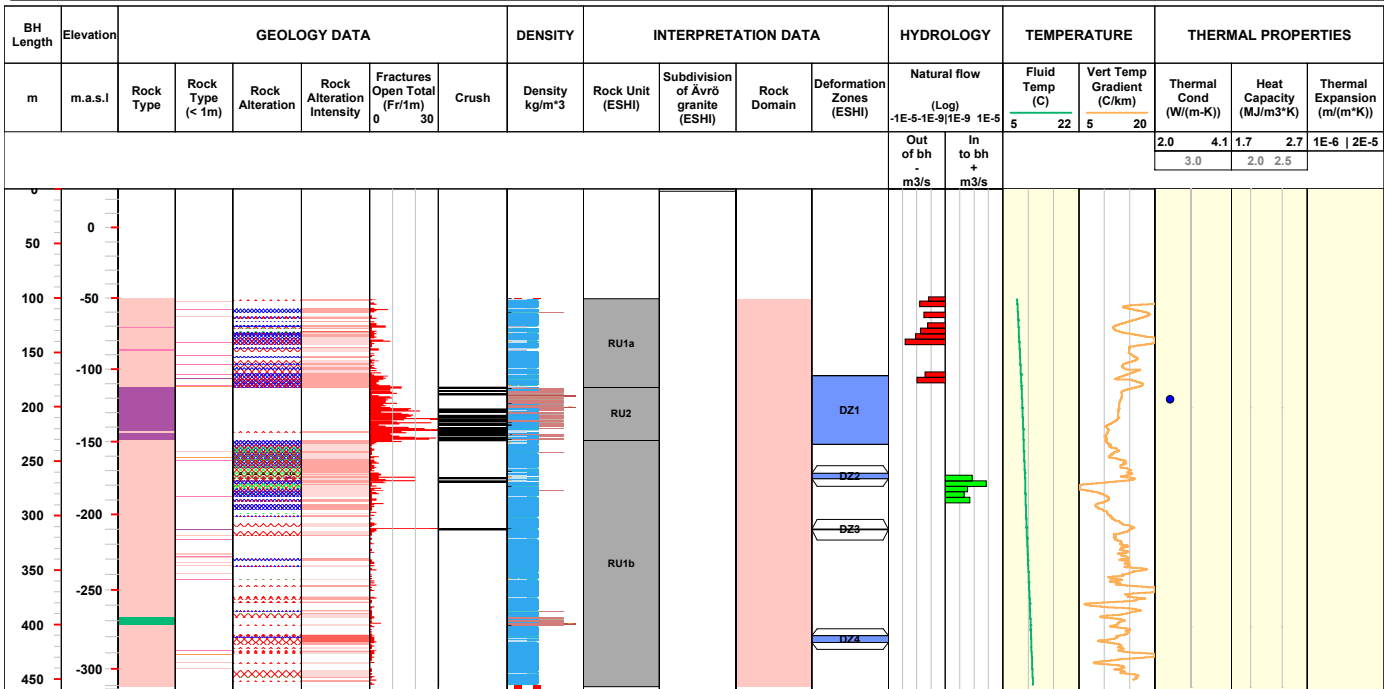 BH Length
Elevation
GEOLOGY DATA
DENSITY
INTERPRETATION DATA
HYDROLOGY
TEMPERATURE
THERMAL PROPERTIES
m
m.a.s.l
Rock Type
Rock Type (< 1m)
Rock Alteration
Rock Alteration Intensity
Fractures Open Total (Fr/1m)
0 30
Crush
Density kg/m*3
Rock Unit (ESHI)
Subdivision of Ävrö granite (ESHI)
Rock Domain
Deformation Zones (ESHI)
Natural flow
(Log)
-1E-5-1E-9|1E-9 1E-5
Fluid Temp (C)
5 22
Vert Temp Gradient (C/km)
5 20
Thermal Cond (W/(m-K))
Heat Capacity (MJ/m3*K)
Thermal Expansion (m/(m*K))
Out of bh - m3/s
In to bh + m3/s
2.0 4.1
1.7 2.7
1E-6 | 2E-5
3.0
2.0 2.5
0
0
50
100
-50
RU1a
150
-100
200
RU2
DZ1
-150
250
DZ2
-200
300
DZ3
350
RU1b
-250
400
DZ4
-300
450